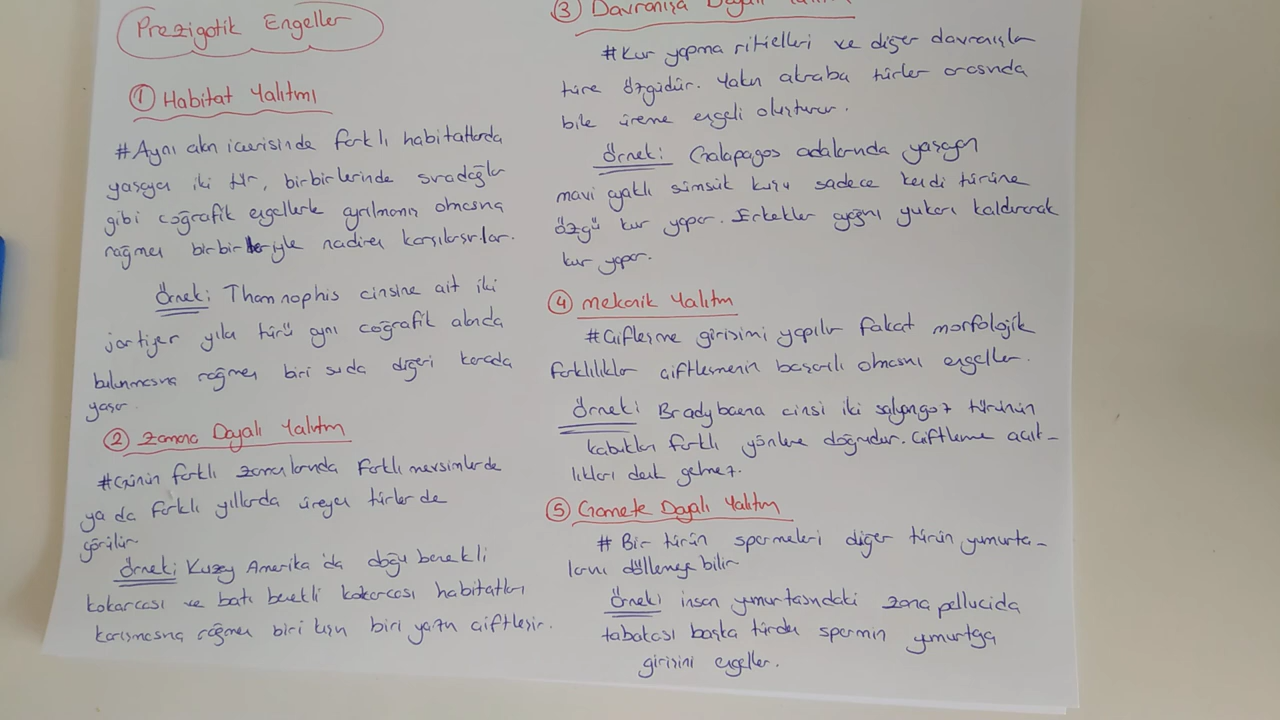 Prezigotik Engeller
① Habitat Yalıtımı
#Aynı alan içerisinde farklı habitatlarda
yaşayan iki tür, birbirlerinde sıradağlar
gibi coğrafik engellerle ayrılmamış olmasına
rağmen birbirleriyle nadiren karşılaşırlar.
Örnek: Thamnophis cinsine ait iki
jartiyer yılan türü aynı coğrafik alanda
bulunmasına rağmen biri suda diğeri karada
yaşar.
② Zamana Dayalı Yalıtım
#Günün farklı zamanlarında farklı mevsimlerde
ya da farklı yıllarda üreyen türlerde
görülür.
Örnek: Kuzey Amerika'da doğu benekli
kokarcası ve batı benekli kokarcası habitatları
karışmasına rağmen biri kışın biri yazın çiftleşir.
③ Davranışa Dayalı Yalıtım
#Kur yapma ritüelleri ve diğer davranışlar
türe özgüdür. Yakın akraba türler arasında
bile üreme engeli oluşturur.
Örnek: Galapagos adalarında yaşayan
mavi ayaklı sümsük kuşu sadece kendi türüne
özgü kur yapar. Erkekler ayağını yukarı kaldırarak
kur yapar.
④ Mekanik Yalıtım
#Çiftleşme girişimi yapılır fakat morfolojik
farklılıklar çiftleşmenin başarılı olmasını engeller.
Örnek: Bradybaena cinsi iki salyangoz türünün
kabukları farklı yönlere doğrudur. Çiftleme açıt-
lıkları denk gelmez.
⑤ Gamete Dayalı Yalıtım
# Bir türün spermeleri diğer türün yumurta-
larını dölleneye bilir
Örnek: insan yumurtasındaki zona pellucida
tabakası başka türden spermin yumurtaya
girişini engeller.